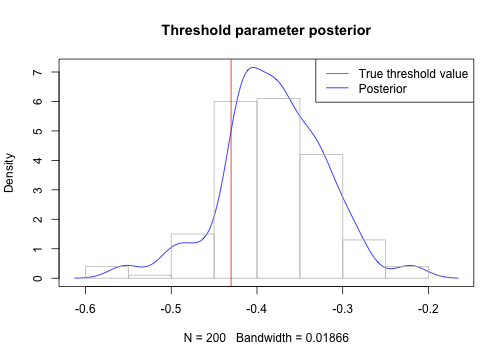 Threshold parameter posterior
True threshold value
Posterior
Density
7
6
5
4
3
2
1
0
-0.6 -0.5 -0.4 -0.3 -0.2
N = 200 Bandwidth = 0.01866